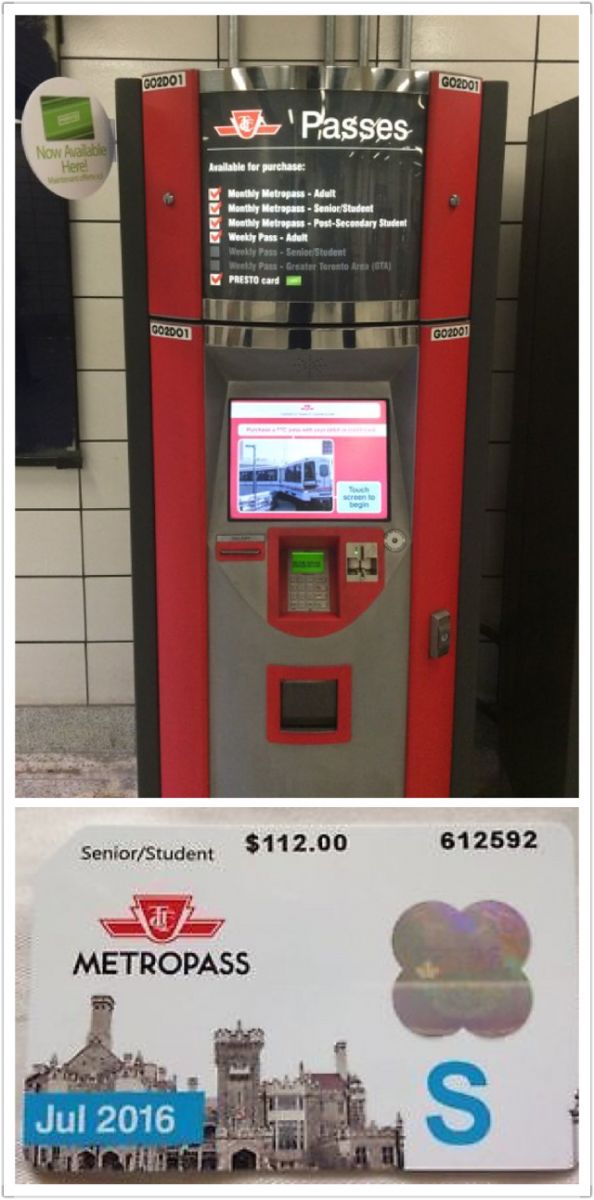 GO2DO1
GO2DO1
TTC Passes
Now Available
Here!
Available for purchase:
Monthly Metropass - Adult
Monthly Metropass - Senior/Student
Monthly Metropass - Post-Secondary Student
Weekly Pass - Adult
Weekly Pass - Senior/Student
Weekly Pass - Greater Toronto Area (GTA)
PRESTO card
GO2DO1
GO2DO1
Purchase a TTC pass with your debit or credit card
Touch
screen to
begin
Senior/Student
$112.00
612592
TTC
METROPASS
Jul 2016
S